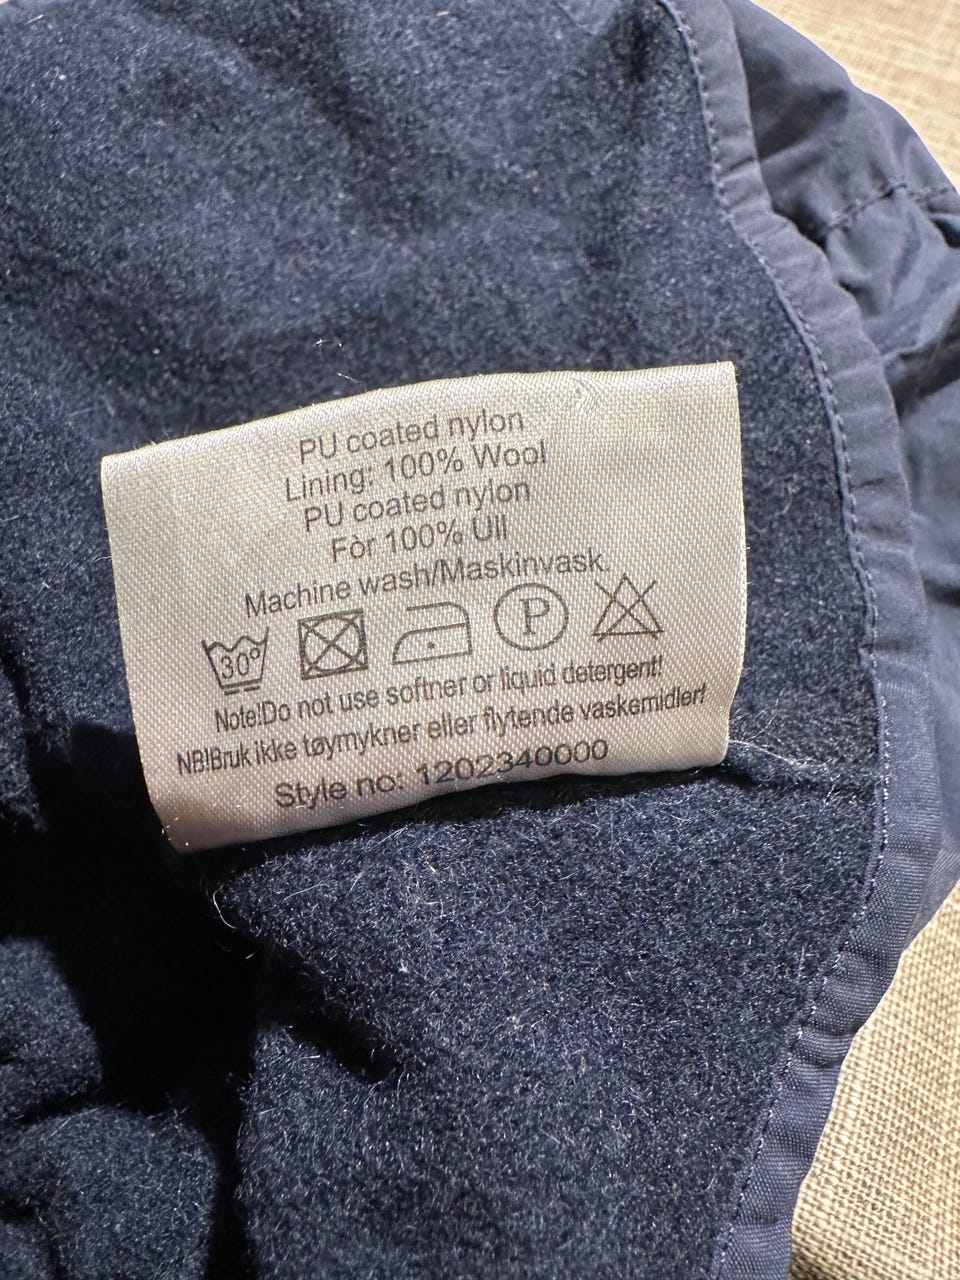 PU coated nylon
Lining: 100% Wool
PU coated nylon
Fòr 100% Ull
Machine wash/Maskinvask.
30° P
Note!Do not use softner or liquid detergent!
NB!Bruk ikke tøymykner eller flytende vaskemidler!
Style no: 1202340000